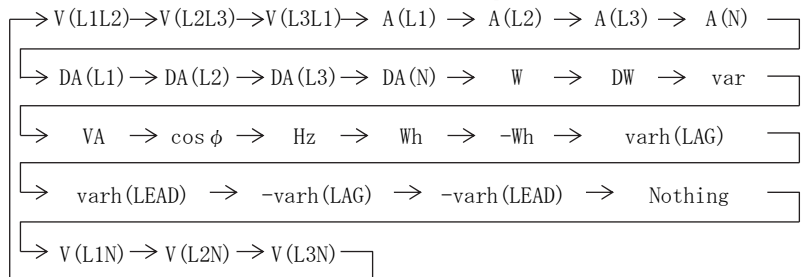 V(L1L2) V(L2L3) V(L3L1) A(L1) A(L2) A(L3) A(N)
DA(L1) DA(L2) DA(L3) DA(N) W DW var
VA cosϕ Hz Wh -Wh varh(LAG)
varh(LEAD) -varh(LAG) -varh(LEAD) Nothing
V(L1N) V(L2N) V(L3N)